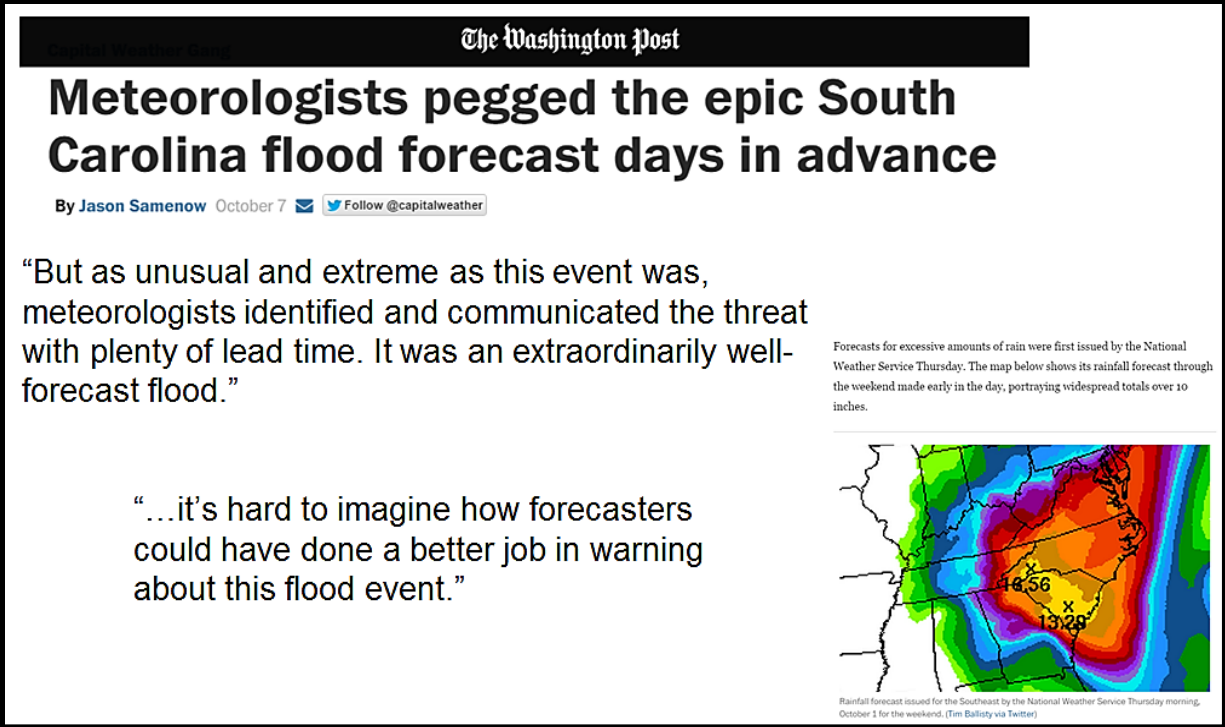 The Washington Post
Capital Weather Gang
Meteorologists pegged the epic South
Carolina flood forecast days in advance
By Jason Samenow October 7 Follow @capitalweather
“But as unusual and extreme as this event was,
meteorologists identified and communicated the threat
with plenty of lead time. It was an extraordinarily well-
forecast flood.”
“…it’s hard to imagine how forecasters
could have done a better job in warning
about this flood event.”
Forecasts for excessive amounts of rain were first issued by the National
Weather Service Thursday. The map below shows its rainfall forecast through
the weekend made early in the day, portraying widespread totals over 10
inches.
x
16.56
x
13.29
Rainfall forecast issued for the Southeast by the National Weather Service Thursday morning,
October 1 for the weekend. (Tim Ballisty via Twitter)